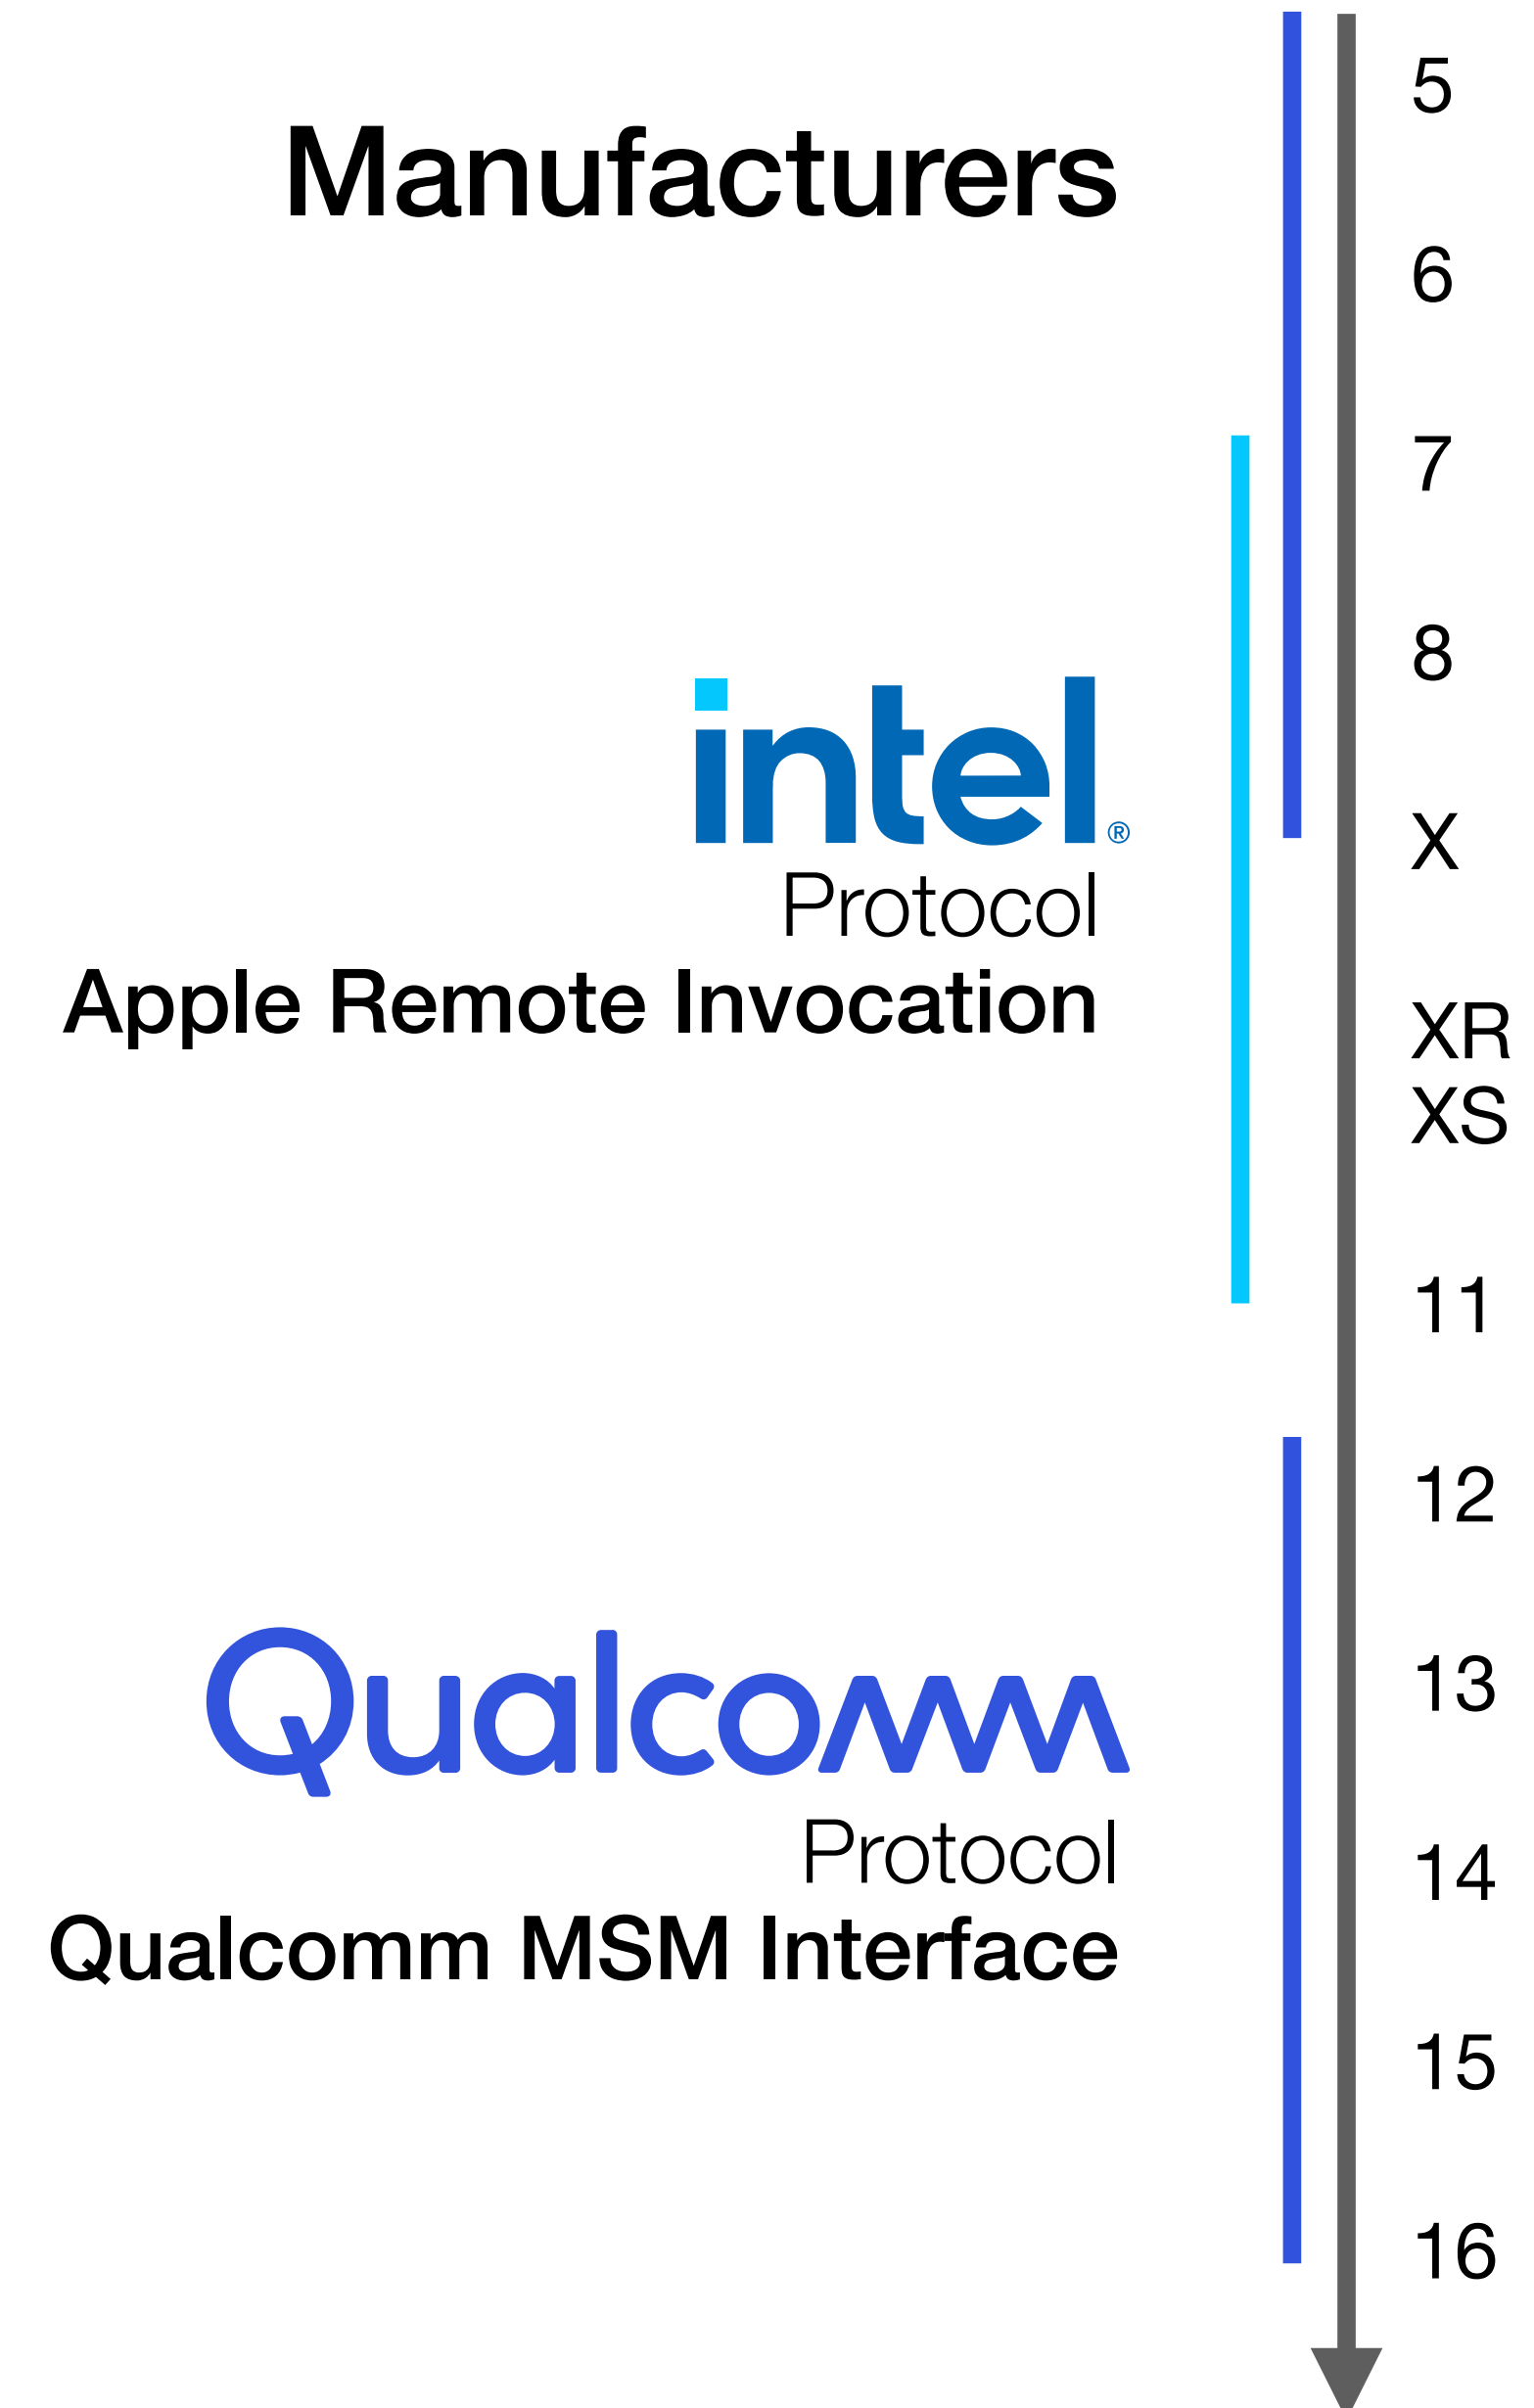 Manufacturers
intel®
Protocol
Apple Remote Invocation
Qualcomm
Protocol
Qualcomm MSM Interface
5
6
7
8
X
XR
XS
11
12
13
14
15
16